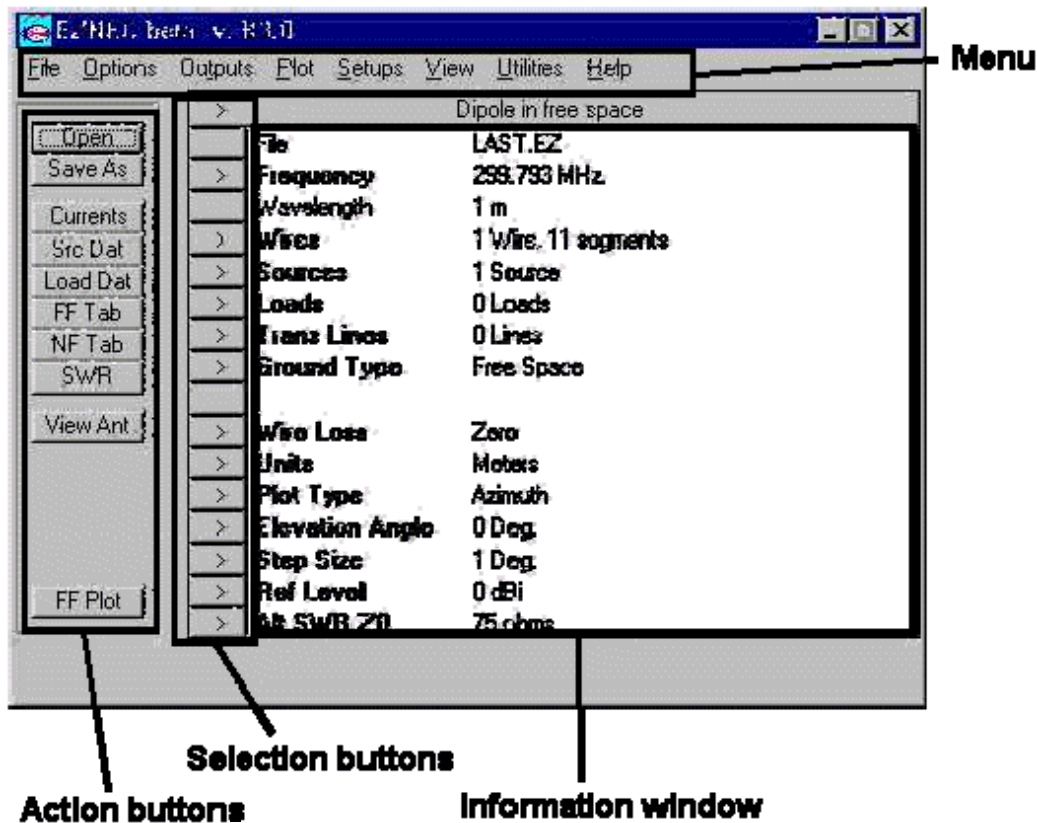 File Options Outputs Plot Setups View Utilities Help
Menu
> Dipole in free space
Open
Save As
Currents
Src Dat
Load Dat
FF Tab
NF Tab
SWR
View Ant
FF Plot
File LAST.EZ
> Frequency 299.793 MHz
Wavelength 1 m
> Wires 1 Wire, 11 segments
> Sources 1 Source
> Loads 0 Loads
> Trans Lines 0 Lines
> Ground Type Free Space
> Wire Loss Zero
> Units Meters
> Plot Type Azimuth
> Elevation Angle 0 Deg.
> Step Size 1 Deg.
> Ref Level 0 dBi
> Alt SWR Z0 75 ohms
Selection buttons
Action buttons
Information window